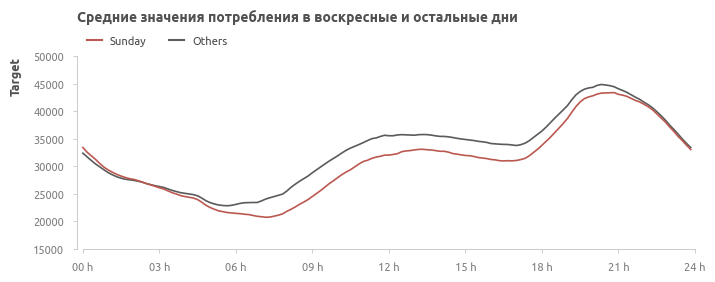 Средние значения потребления в воскресные и остальные дни
Sunday Others
Target
50000
45000
40000
35000
30000
25000
20000
15000
00 h 03 h 06 h 09 h 12 h 15 h 18 h 21 h 24 h